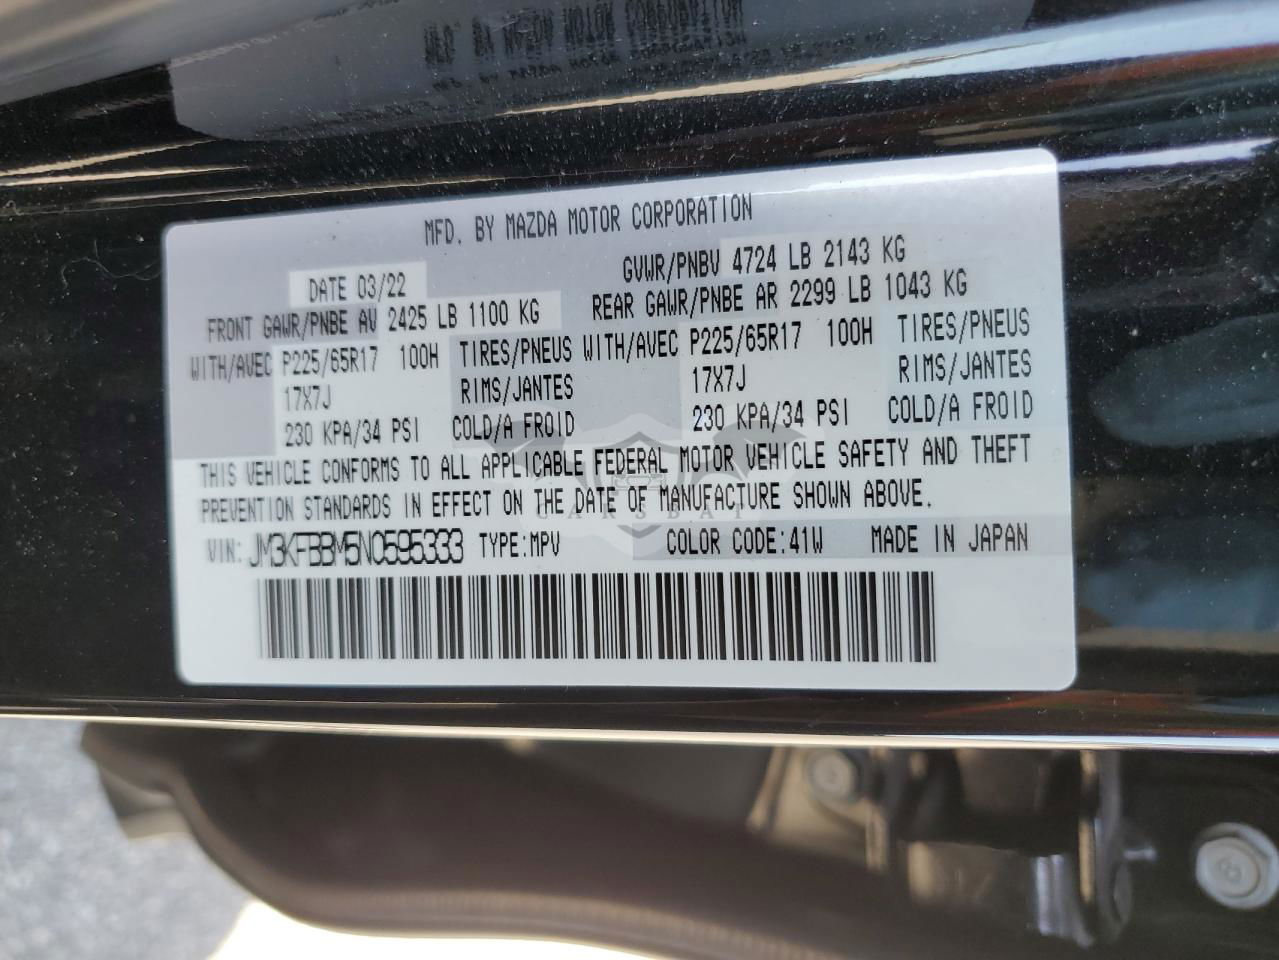 MFD. BY MAZDA MOTOR CORPORATION
DATE 03/22 GVWR/PNBV 4724 LB 2143 KG
FRONT GAWR/PNBE AV 2425 LB 1100 KG REAR GAWR/PNBE AR 2299 LB 1043 KG
WITH/AVEC P225/65R17 100H TIRES/PNEUS WITH/AVEC P225/65R17 100H TIRES/PNEUS
17X7J RIMS/JANTES 17X7J RIMS/JANTES
230 KPA/34 PSI COLD/A FROID 230 KPA/34 PSI COLD/A FROID
THIS VEHICLE CONFORMS TO ALL APPLICABLE FEDERAL MOTOR VEHICLE SAFETY AND THEFT
PREVENTION STANDARDS IN EFFECT ON THE DATE OF MANUFACTURE SHOWN ABOVE.
CARSBAT
VIN: JM3KFBBM5N0595333 TYPE:MPV COLOR CODE:41W MADE IN JAPAN